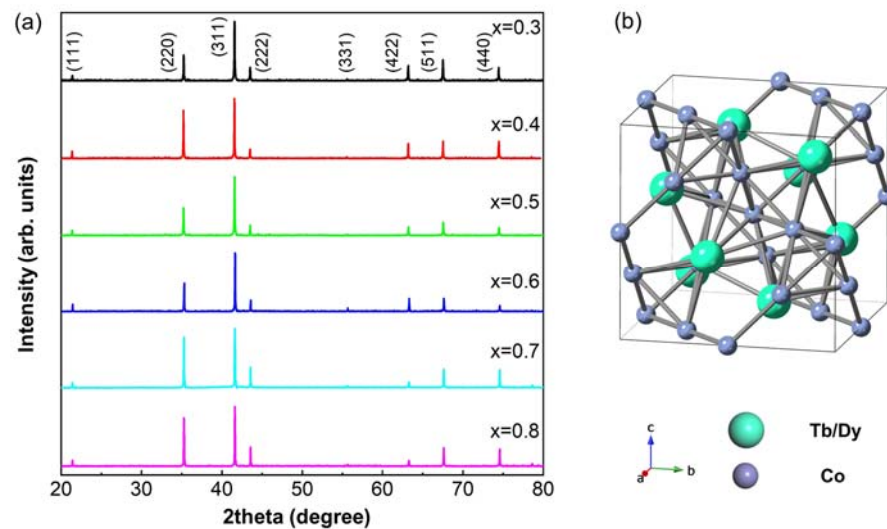 (a)
(111)
(220)
(311)
(222)
(331)
(422)
(511)
(440)
x=0.3
x=0.4
x=0.5
x=0.6
x=0.7
x=0.8
Intensity (arb. units)
20 30 40 50 60 70 80
2theta (degree)
(b)
c
b
a
Tb/Dy
Co